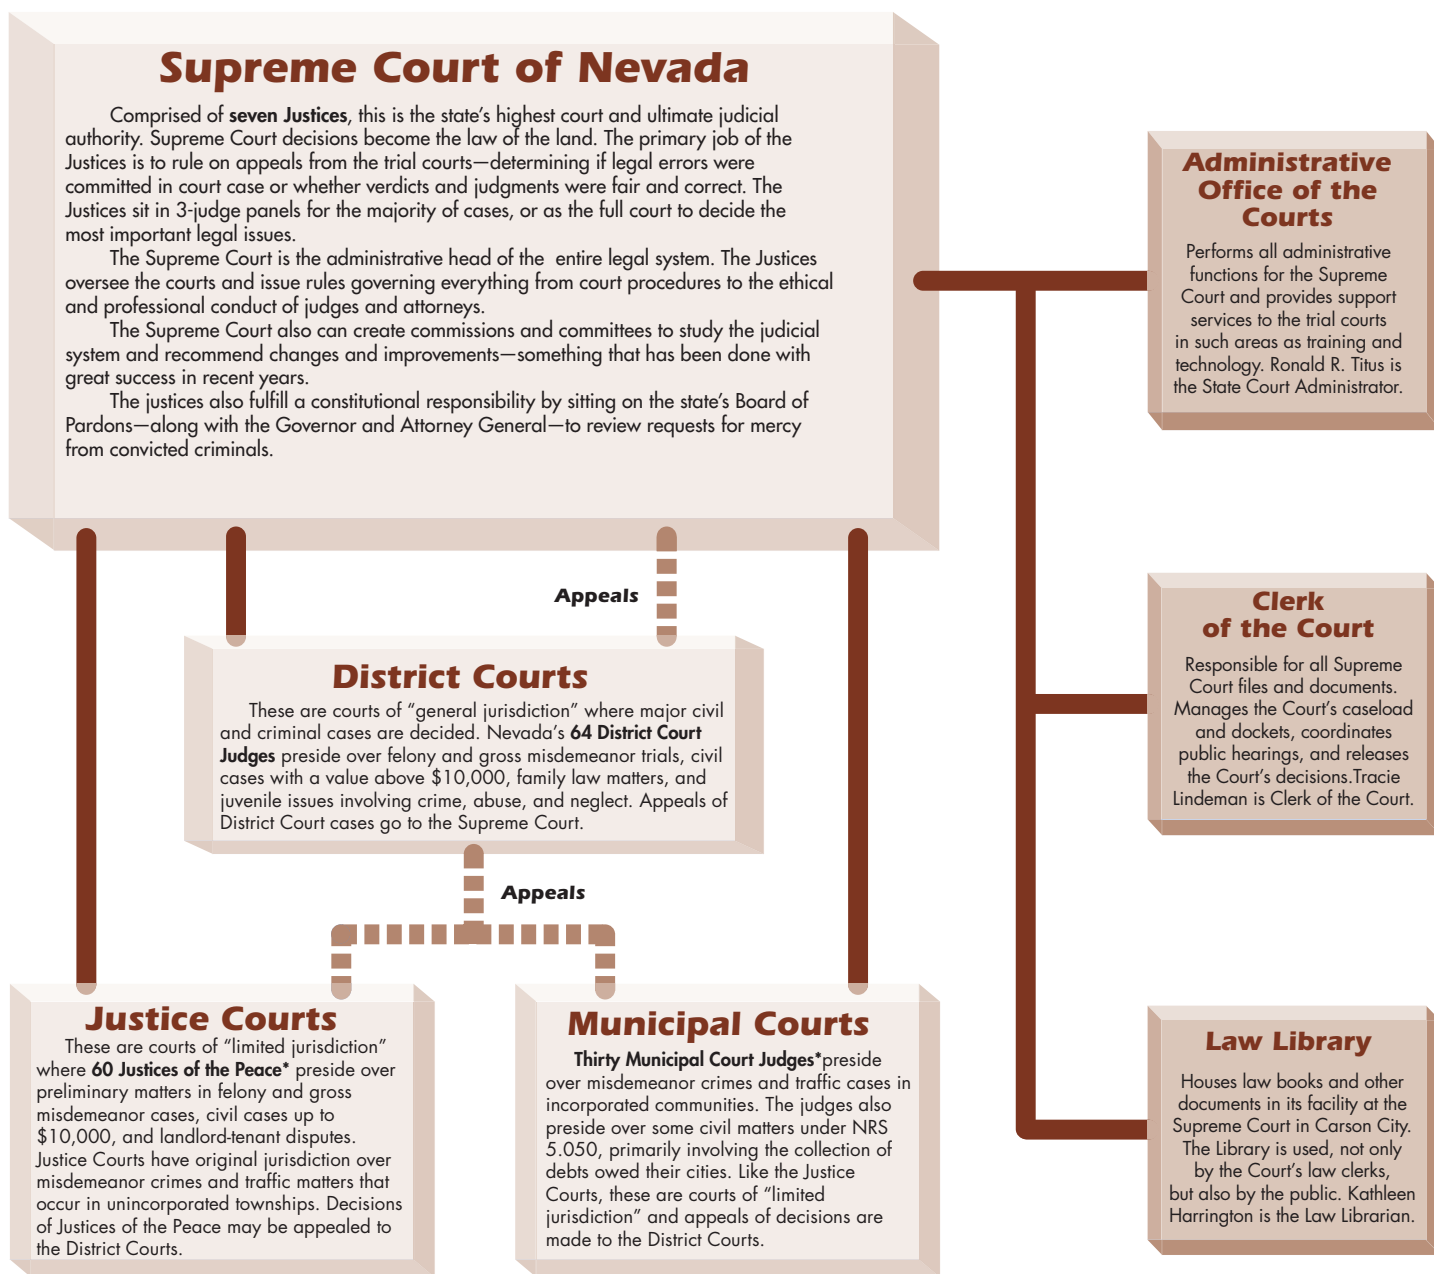 Supreme Court of Nevada
Comprised of seven Justices, this is the state's highest court and ultimate judicial
authority. Supreme Court decisions become the law of the land. The primary job of the
Justices is to rule on appeals from the trial courts—determining if legal errors were
committed in court case or whether verdicts and judgments were fair and correct. The
Justices sit in 3-judge panels for the majority of cases, or as the full court to decide the
most important legal issues.
The Supreme Court is the administrative head of the  entire legal system. The Justices
oversee the courts and issue rules governing everything from court procedures to the ethical
and professional conduct of judges and attorneys.
The Supreme Court also can create commissions and committees to study the judicial
system and recommend changes and improvements—something that has been done with
great success in recent years.
The justices also fulfill a constitutional responsibility by sitting on the state's Board of
Pardons—along with the Governor and Attorney General—to review requests for mercy
from convicted criminals.
Administrative
Office of the
Courts
Performs all administrative
functions for the Supreme
Court and provides support
services to the trial courts
in such areas as training and
technology. Ronald R. Titus is
the State Court Administrator.
Appeals
District Courts
These are courts of “general jurisdiction” where major civil
and criminal cases are decided. Nevada's 64 District Court
Judges preside over felony and gross misdemeanor trials, civil
cases with a value above $10,000, family law matters, and
juvenile issues involving crime, abuse, and neglect. Appeals of
District Court cases go to the Supreme Court.
Clerk
of the Court
Responsible for all Supreme
Court files and documents.
Manages the Court's caseload
and dockets, coordinates
public hearings, and releases
the Court's decisions.Tracie
Lindeman is Clerk of the Court.
Appeals
Justice Courts
These are courts of “limited jurisdiction”
where 60 Justices of the Peace* preside over
preliminary matters in felony and gross
misdemeanor cases, civil cases up to
$10,000, and landlord-tenant disputes.
Justice Courts have original jurisdiction over
misdemeanor crimes and traffic matters that
occur in unincorporated townships. Decisions
of Justices of the Peace may be appealed to
the District Courts.
Municipal Courts
Thirty Municipal Court Judges*preside
over misdemeanor crimes and traffic cases in
incorporated communities. The judges also
preside over some civil matters under NRS
5.050, primarily involving the collection of
debts owed their cities. Like the Justice
Courts, these are courts of “limited
jurisdiction” and appeals of decisions are
made to the District Courts.
Law Library
Houses law books and other
documents in its facility at the
Supreme Court in Carson City.
The Library is used, not only
by the Court's law clerks,
but also by the public. Kathleen
Harrington is the Law Librarian.